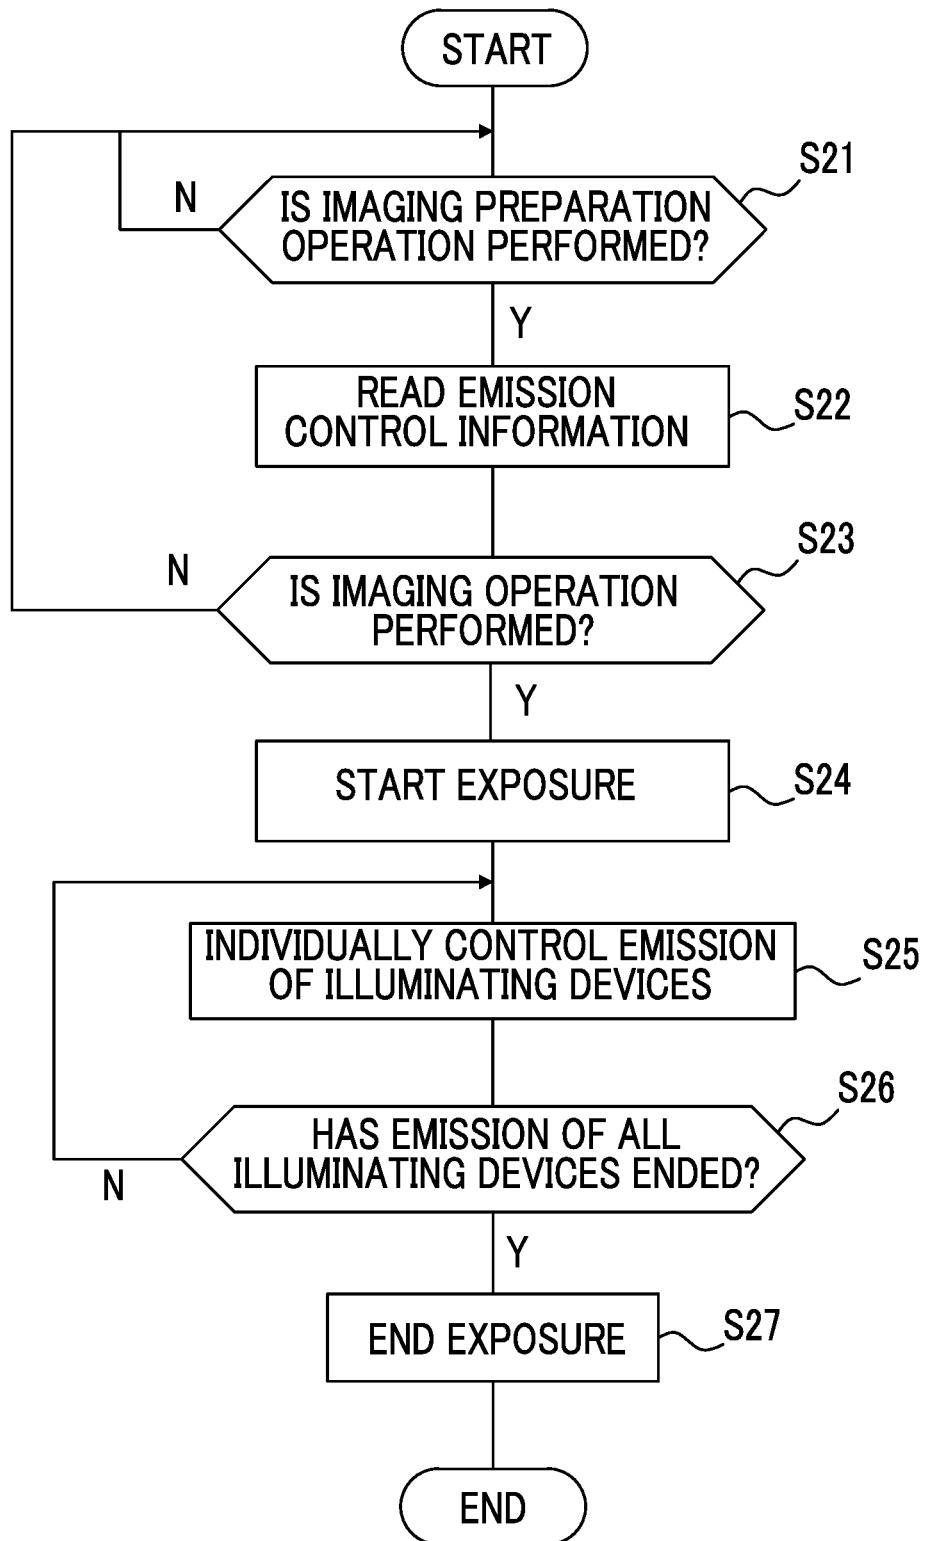 START
S21
N
IS IMAGING PREPARATION
OPERATION PERFORMED?
Y
READ EMISSION
CONTROL INFORMATION
S22
S23
N
IS IMAGING OPERATION
PERFORMED?
Y
START EXPOSURE
S24
INDIVIDUALLY CONTROL EMISSION
OF ILLUMINATING DEVICES
S25
S26
HAS EMISSION OF ALL
ILLUMINATING DEVICES ENDED?
N
Y
END EXPOSURE
S27
END